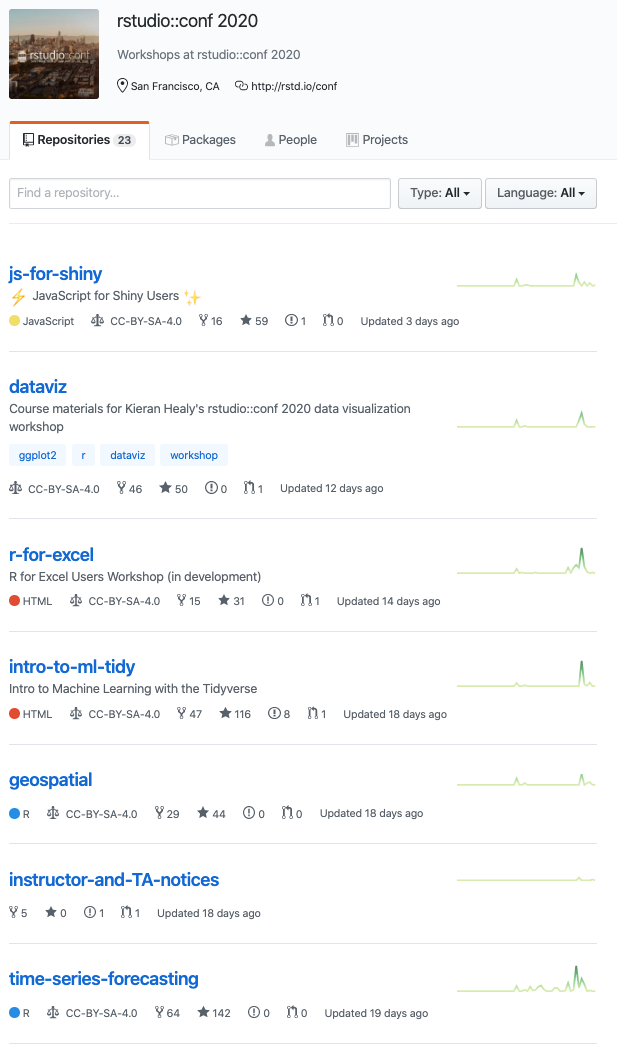 rstudio::conf
rstudio::conf 2020
Workshops at rstudio::conf 2020
San Francisco, CA http://rstd.io/conf
Repositories 23 Packages People Projects
Find a repository... Type: All Language: All
js-for-shiny
⚡ JavaScript for Shiny Users ✨
JavaScript CC-BY-SA-4.0 16 59 1 0 Updated 3 days ago
dataviz
Course materials for Kieran Healy's rstudio::conf 2020 data visualization
workshop
ggplot2 r dataviz workshop
CC-BY-SA-4.0 46 50 0 1 Updated 12 days ago
r-for-excel
R for Excel Users Workshop (in development)
HTML CC-BY-SA-4.0 15 31 0 1 Updated 14 days ago
intro-to-ml-tidy
Intro to Machine Learning with the Tidyverse
HTML CC-BY-SA-4.0 47 116 8 1 Updated 18 days ago
geospatial
R CC-BY-SA-4.0 29 44 0 0 Updated 18 days ago
instructor-and-TA-notices
5 0 1 1 Updated 18 days ago
time-series-forecasting
R CC-BY-SA-4.0 64 142 0 0 Updated 19 days ago